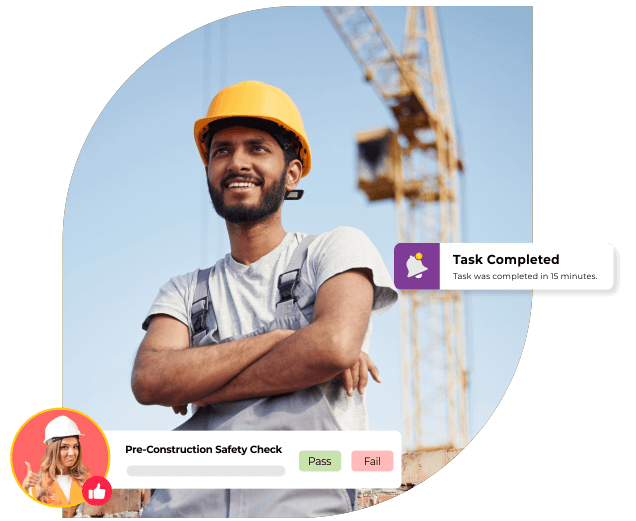 Task Completed
Task was completed in 15 minutes.
Pre-Construction Safety Check
Pass
Fail